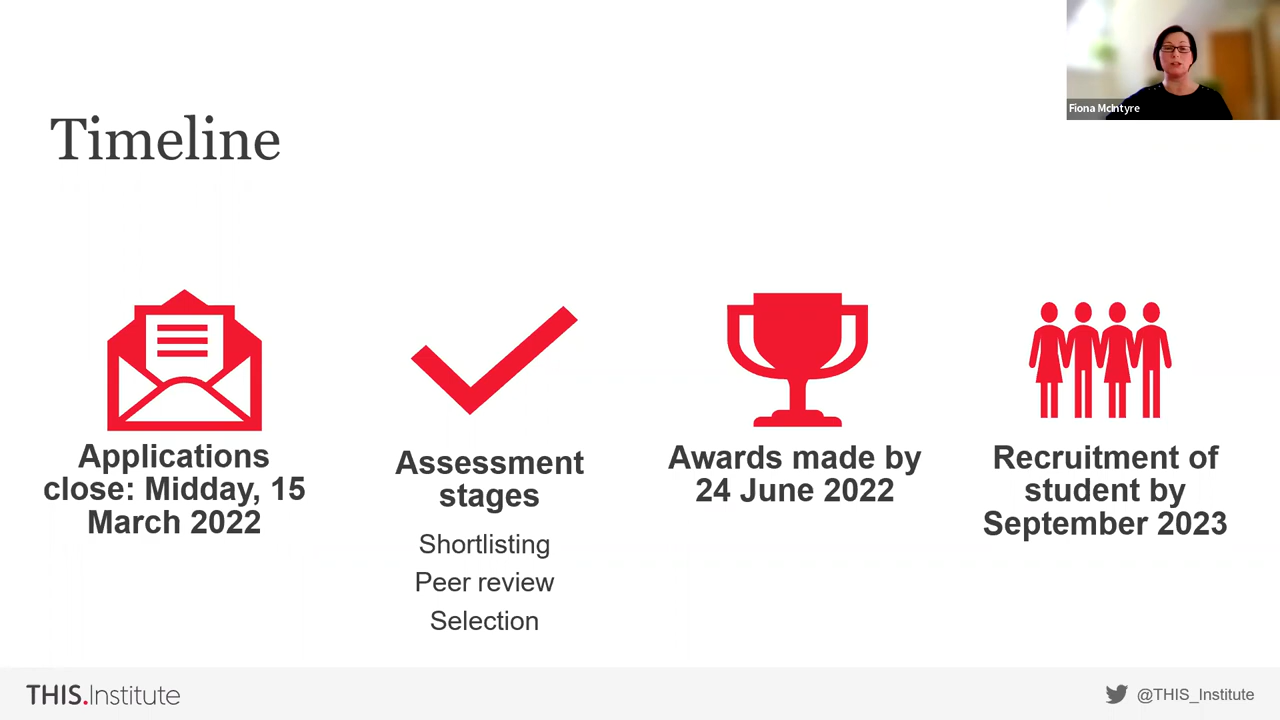 Fiona McIntyre
Timeline
Applications
close: Midday, 15
March 2022
Assessment
stages
Shortlisting
Peer review
Selection
Awards made by
24 June 2022
Recruitment of
student by
September 2023
THIS.Institute
@THIS_Institute